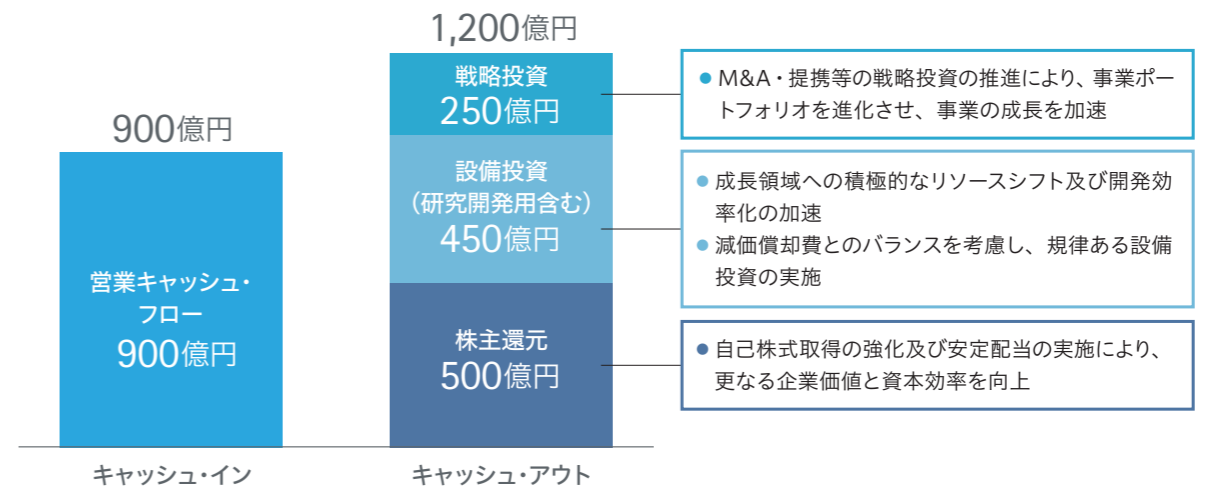 900億円
営業キャッシュ・
フロー
900億円
キャッシュ・イン
1,200億円
戦略投資
250億円
設備投資
（研究開発用含む）
450億円
株主還元
500億円
キャッシュ・アウト
● M&A・提携等の戦略投資の推進により、事業ポー
トフォリオを進化させ、事業の成長を加速
● 成長領域への積極的なリソースシフト及び開発効
率化の加速
● 減価償却費とのバランスを考慮し、規律ある設備
投資の実施
● 自己株式取得の強化及び安定配当の実施により、
更なる企業価値と資本効率を向上